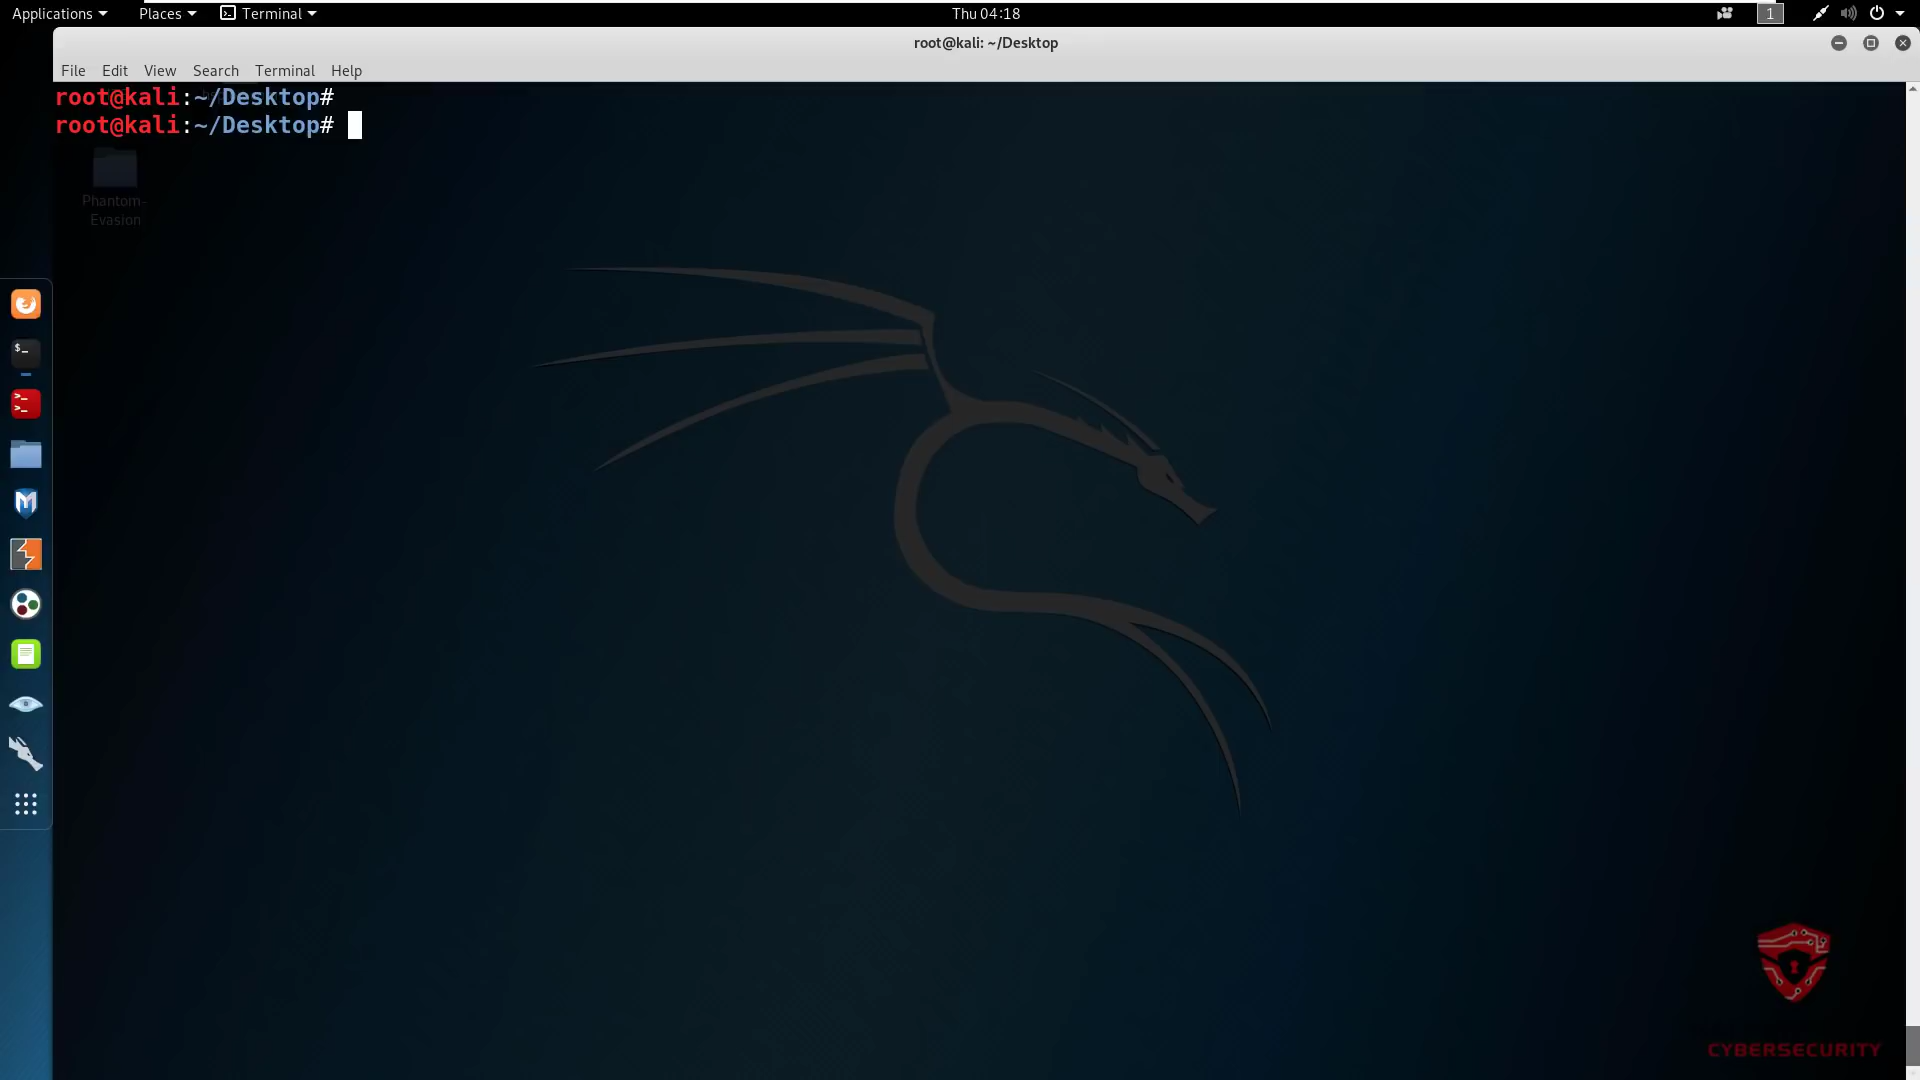 Applications Places Terminal Thu 04:18 1
root@kali: ~/Desktop
File Edit View Search Terminal Help
root@kali:~/Desktop#
root@kali:~/Desktop#
Phantom-
Evasion
$_
>_
>_
CYBERSECURITY